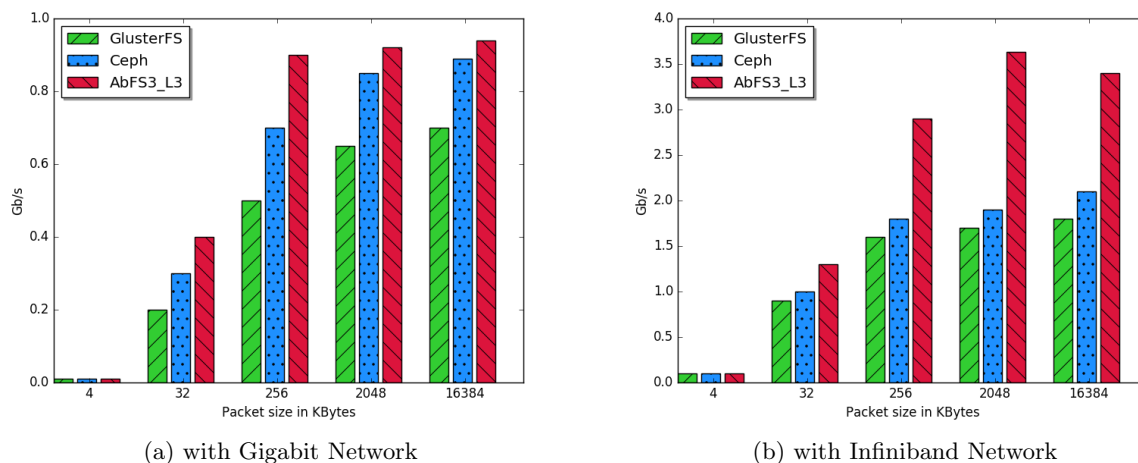 1.0
0.8
0.6
0.4
0.2
0.0
Gb/s
GlusterFS
Ceph
AbFS3_L3
4 32 256 2048 16384
Packet size in KBytes
(a) with Gigabit Network
4.0
3.5
3.0
2.5
2.0
1.5
1.0
0.5
0.0
Gb/s
GlusterFS
Ceph
AbFS3_L3
4 32 256 2048 16384
Packet size in KBytes
(b) with Infiniband Network